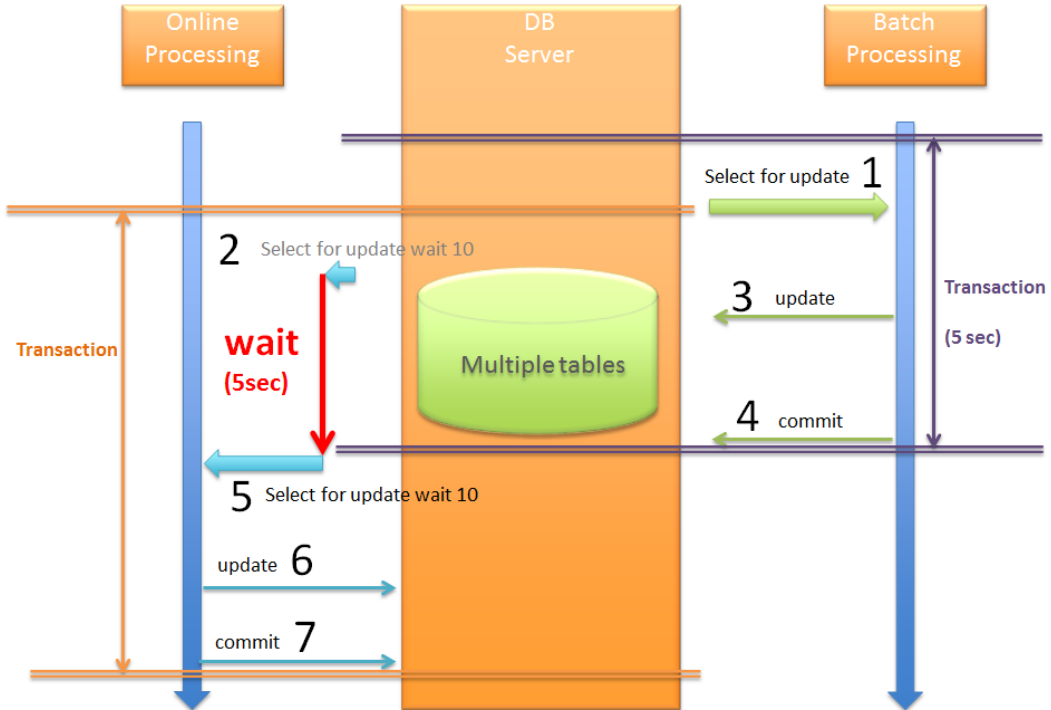 Online
Processing
DB
Server
Batch
Processing
Select for update 1
2 Select for update wait 10
3 update
Transaction
(5 sec)
Transaction
wait
(5sec)
Multiple tables
4 commit
5 Select for update wait 10
update 6
commit 7